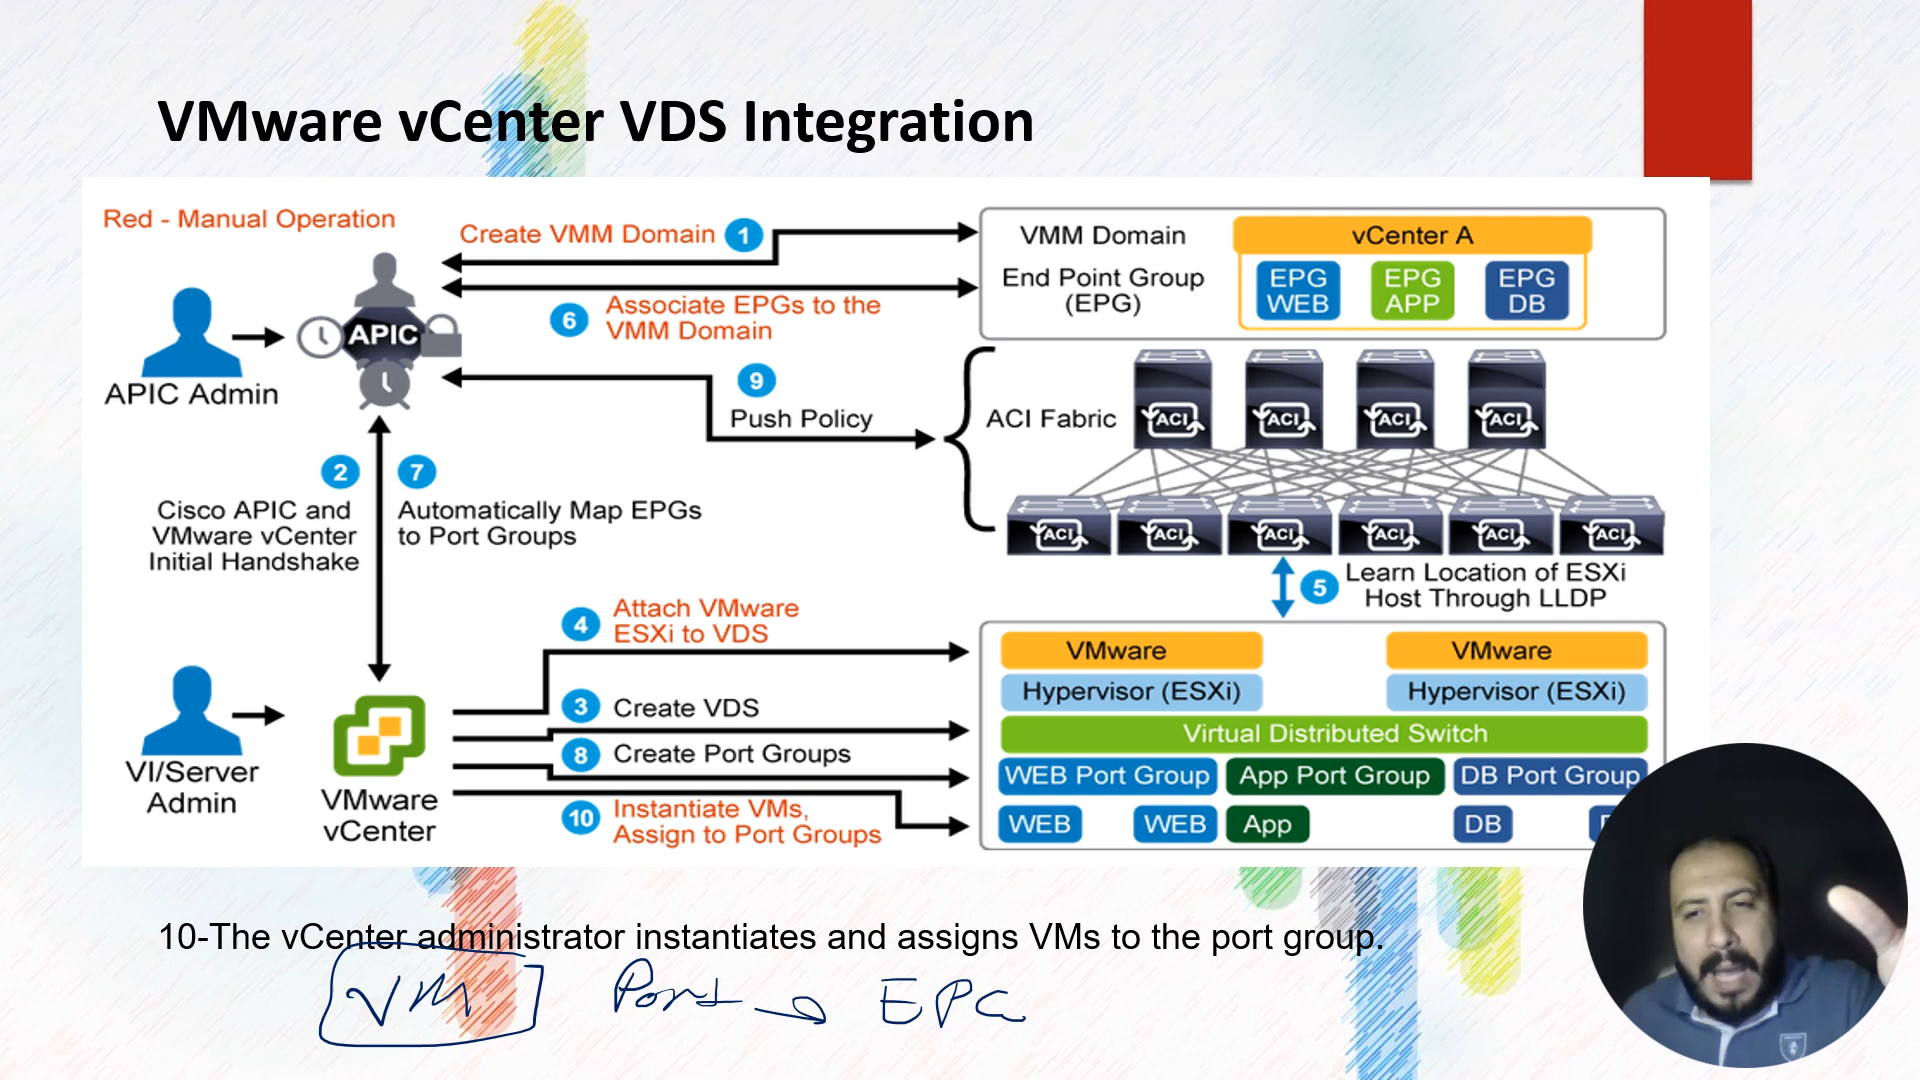 VMware vCenter VDS Integration
Red - Manual Operation
Create VMM Domain 1
VMM Domain
vCenter A
End Point Group
(EPG)
EPG
WEB
EPG
APP
EPG
DB
6 Associate EPGs to the
VMM Domain
APIC
APIC Admin
9
Push Policy
ACI Fabric
ACI ACI ACI ACI
ACI ACI ACI ACI ACI ACI
2
Cisco APIC and
VMware vCenter
Initial Handshake
7
Automatically Map EPGs
to Port Groups
5 Learn Location of ESXi
Host Through LLDP
4 Attach VMware
ESXi to VDS
3 Create VDS
8 Create Port Groups
10 Instantiate VMs,
Assign to Port Groups
VI/Server
Admin
VMware
vCenter
VMware VMware
Hypervisor (ESXi) Hypervisor (ESXi)
Virtual Distributed Switch
WEB Port Group App Port Group DB Port Group
WEB WEB App DB
10-The vCenter administrator instantiates and assigns VMs to the port group.
VM Port EPG